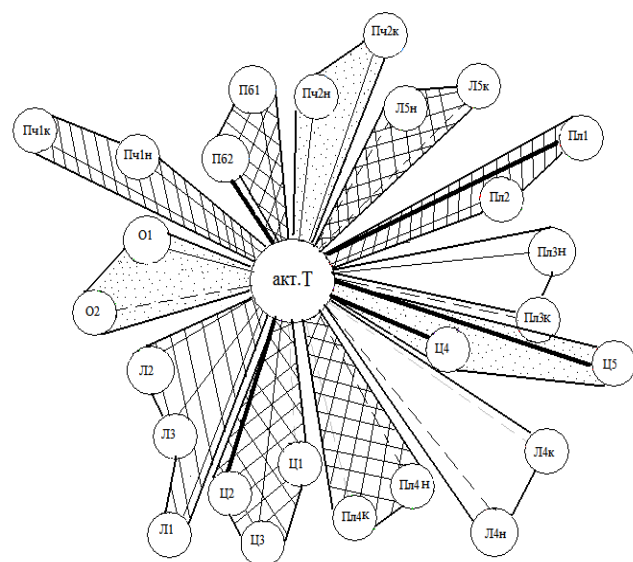 Пч2к
Пб1
Пч2н
Л5н
Л5к
Пч1к
Пч1н
Пб2
Пл1
Пл2
О1
О2
акт.Т
Пл3н
Пл3к
Ц4
Ц5
Л2
Л3
Л1
Ц1
Ц2
Ц3
Пл4н
Пл4к
Л4к
Л4н